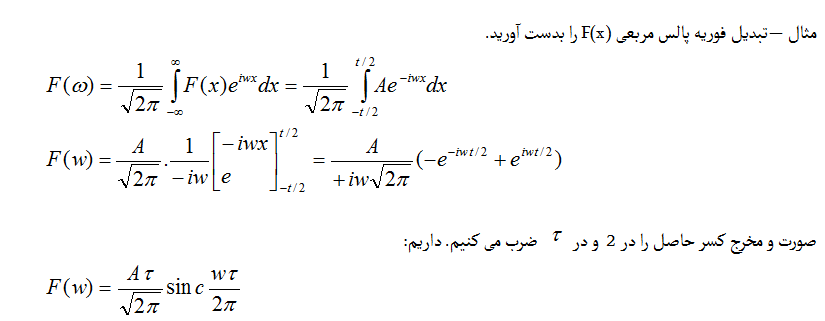 مثال –تبدیل فوریه پالس مربعی F(x) را بدست آورید.
F(ω) = 1/√2π ∫_{-∞}^{∞} F(x)e^{iwx}dx = 1/√2π ∫_{-t/2}^{t/2} Ae^{-iwx}dx
F(w) = A/√2π . 1/-iw [-iwx e]_{-t/2}^{t/2} = A/+iw√2π (-e^{-iwt/2} + e^{iwt/2})
صورت و مخرج کسر حاصل را در 2 و در τ ضرب می کنیم. داریم:
F(w) = Aτ/√2π sin c wτ/2π